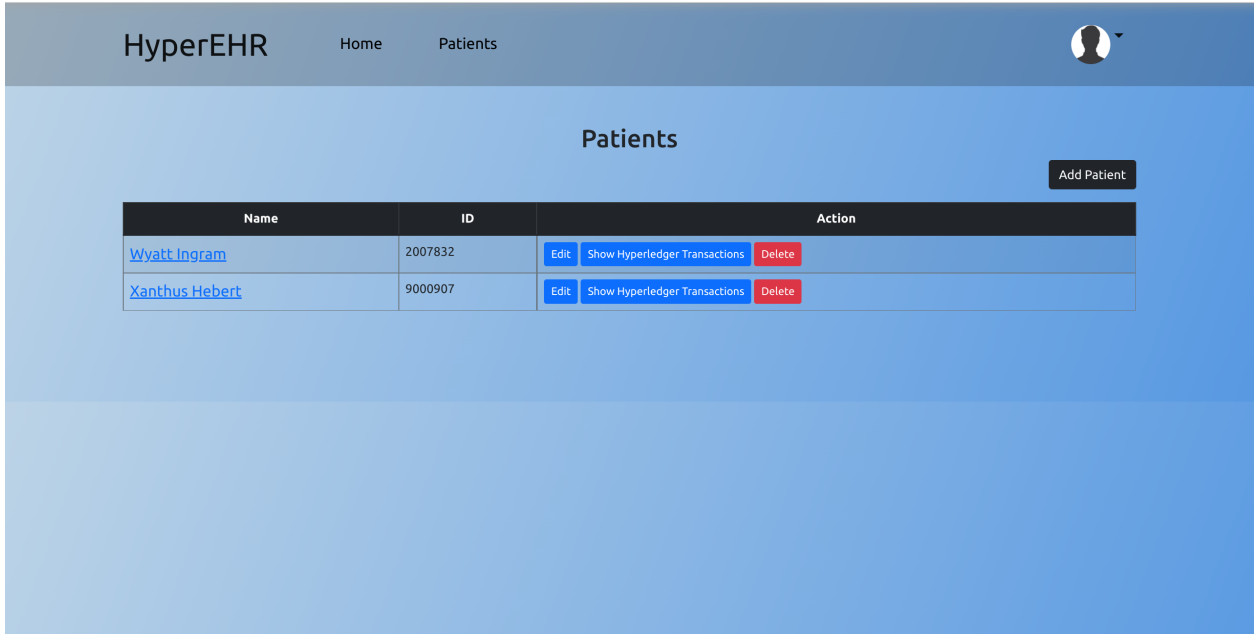 HyperEHR Home Patients
Patients
Add Patient
Name ID Action
Wyatt Ingram 2007832 Edit Show Hyperledger Transactions Delete
Xanthus Hebert 9000907 Edit Show Hyperledger Transactions Delete